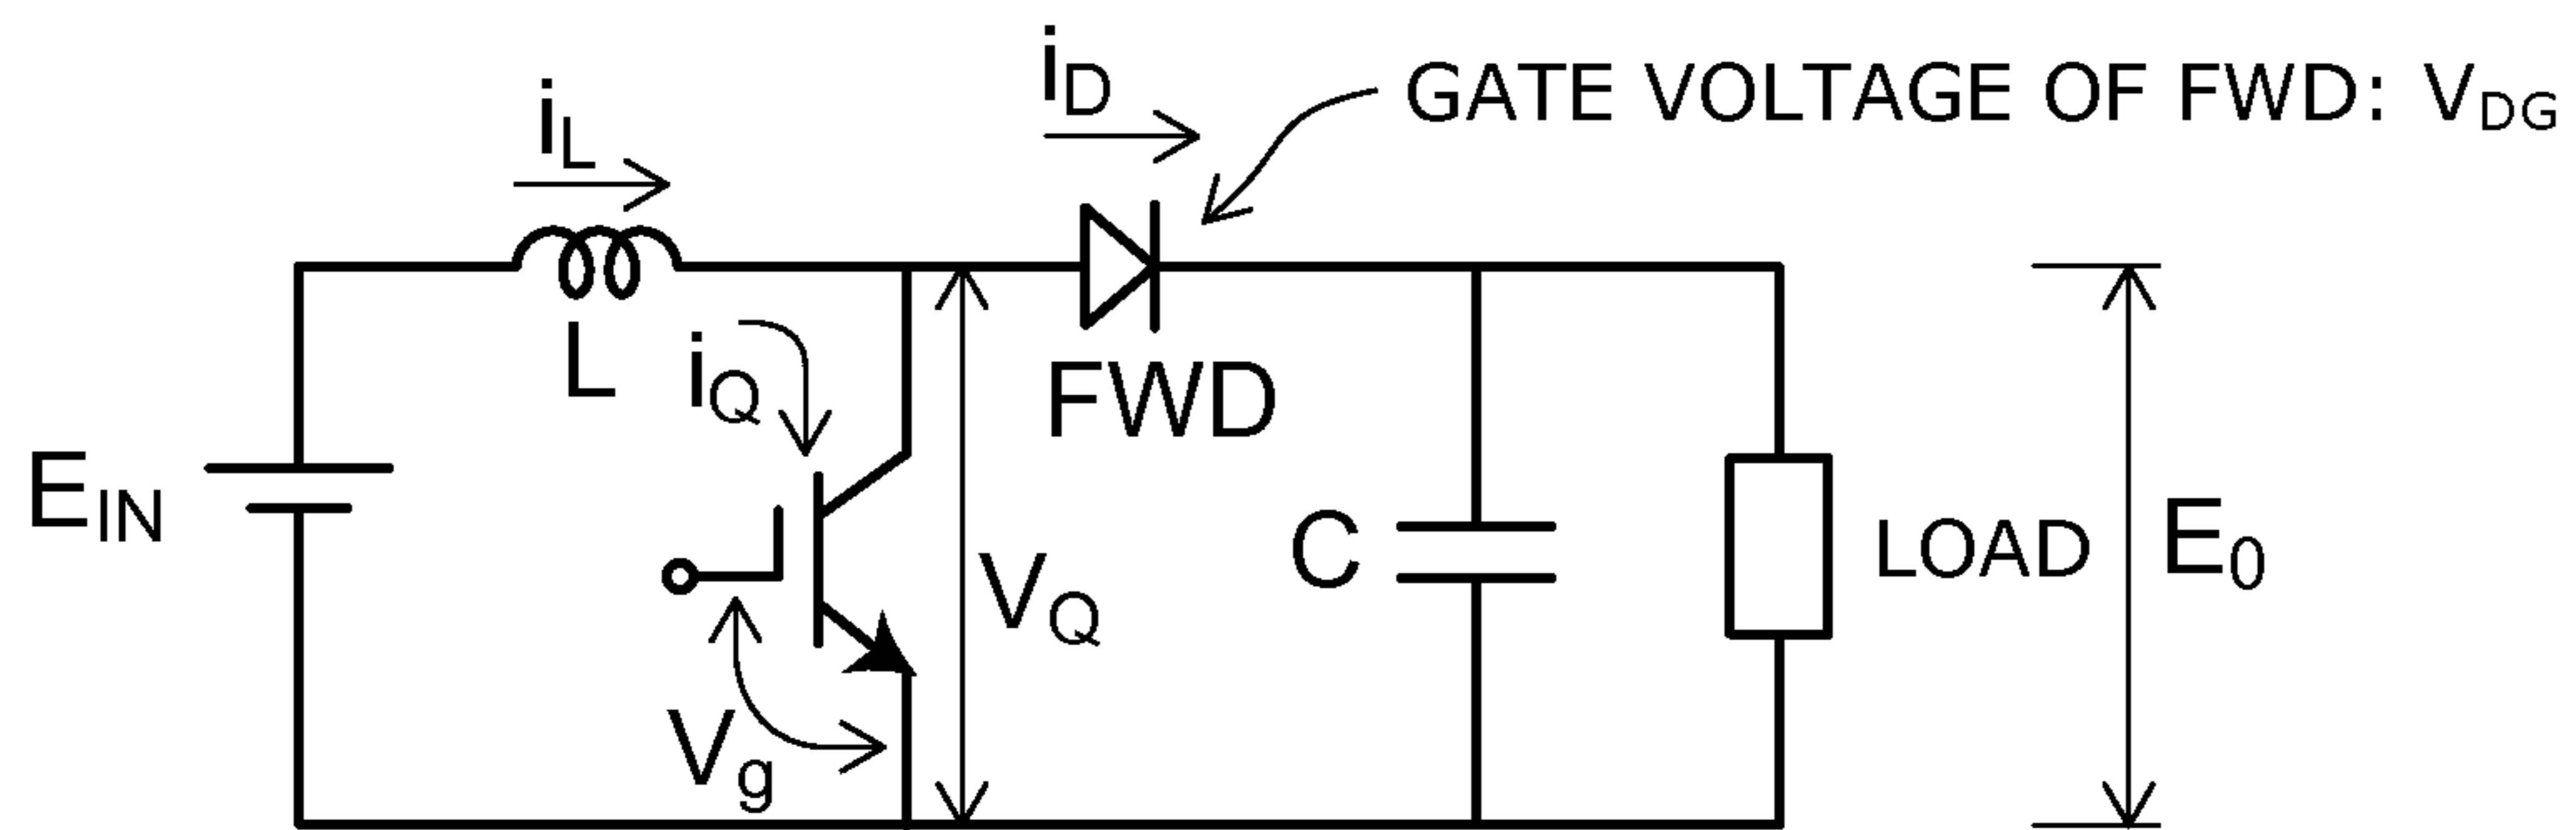 iD
GATE VOLTAGE OF FWD: VDG
iL
L
iQ
FWD
EIN
C
LOAD
E0
VQ
Vg